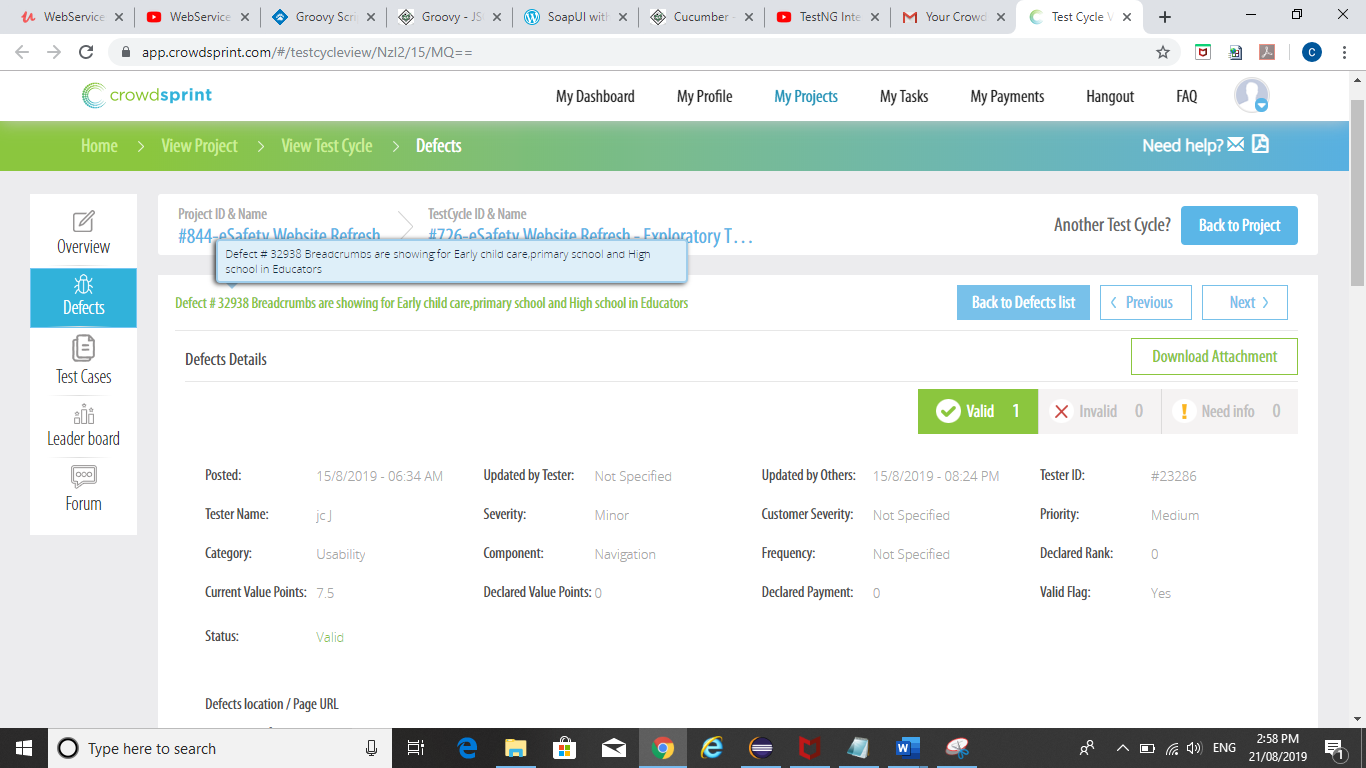 WebService
WebService
Groovy Scri
Groovy - JS
SoapUI with
Cucumber -
TestNG Inte
Your Crowd
Test Cycle V
app.crowdsprint.com/#/testcycleview/NzI2/15/MQ==
C
crowdsprint
My Dashboard
My Profile
My Projects
My Tasks
My Payments
Hangout
FAQ
Home > View Project > View Test Cycle > Defects
Need help?
Overview
Defects
Test Cases
Leader board
Forum
Project ID & Name
#844-eSafety Website Refresh
TestCycle ID & Name
#726-eSafety Website Refresh - Exploratory T...
Another Test Cycle?
Back to Project
Defect # 32938 Breadcrumbs are showing for Early child care,primary school and High
school in Educators
Defect # 32938 Breadcrumbs are showing for Early child care,primary school and High school in Educators
Back to Defects list
Previous
Next
Defects Details
Download Attachment
Valid 1
Invalid 0
Need info 0
Posted: 15/8/2019 - 06:34 AM
Updated by Tester: Not Specified
Updated by Others: 15/8/2019 - 08:24 PM
Tester ID: #23286
Tester Name: jc J
Severity: Minor
Customer Severity: Not Specified
Priority: Medium
Category: Usability
Component: Navigation
Frequency: Not Specified
Declared Rank: 0
Current Value Points: 7.5
Declared Value Points: 0
Declared Payment: 0
Valid Flag: Yes
Status: Valid
Defects location / Page URL
Type here to search
ENG
2:58 PM
21/08/2019
1